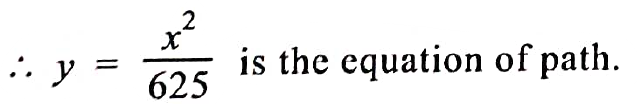 ∴ y = x²/625 is the equation of path.